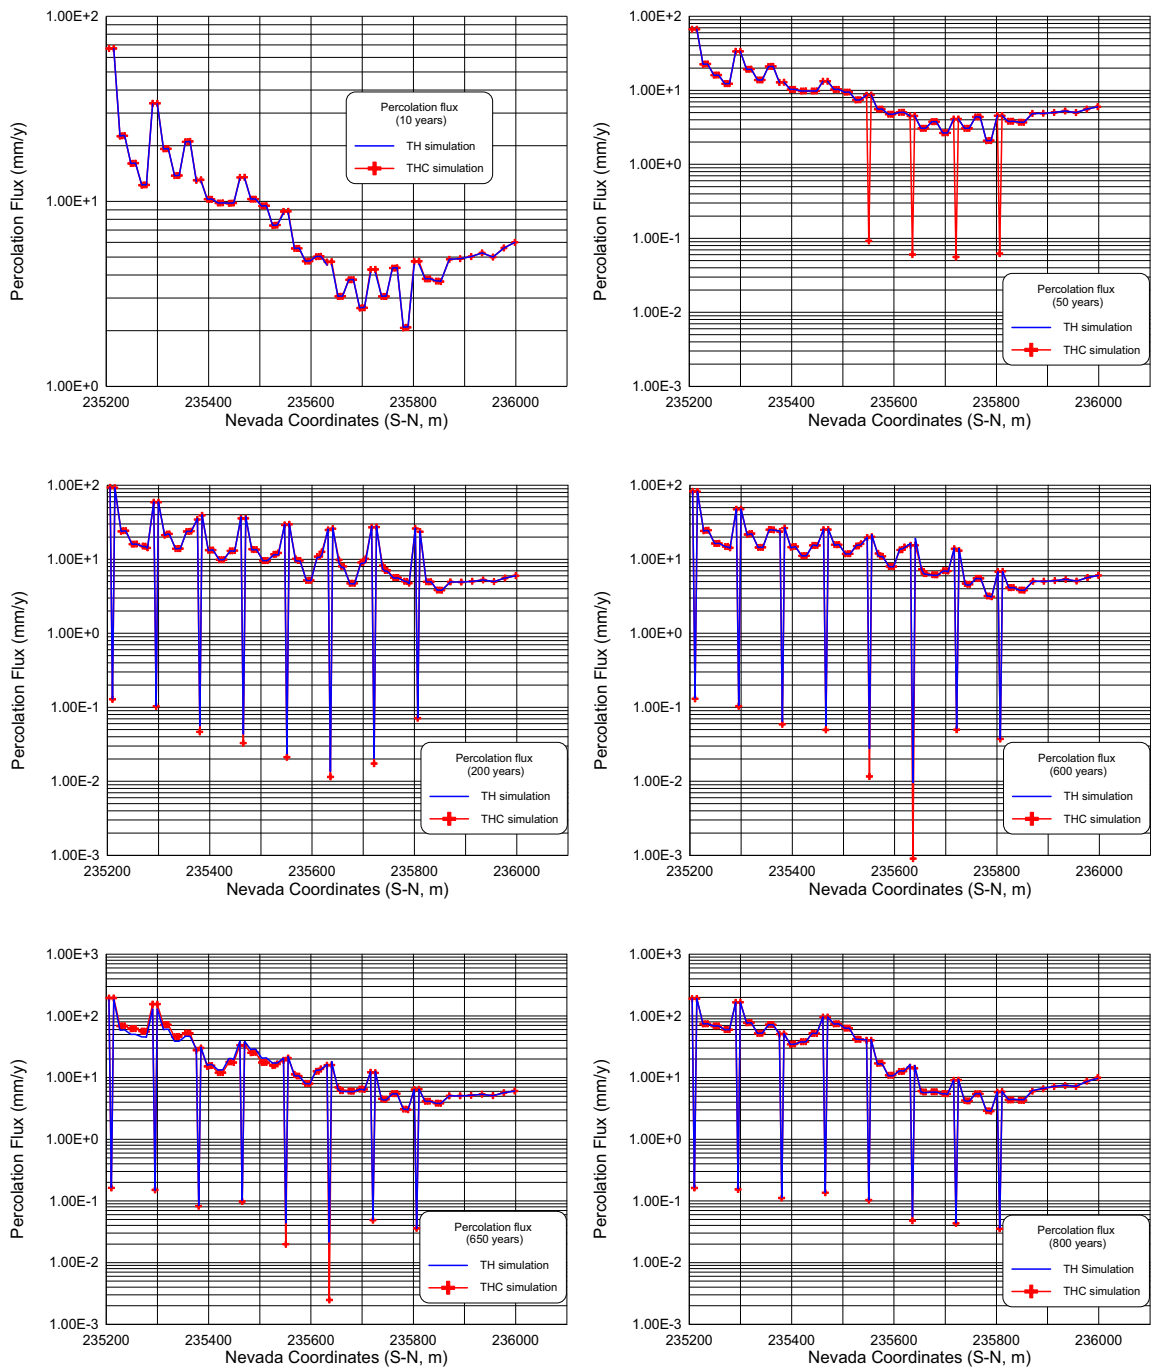 1.00E+2
1.00E+1
1.00E+0
Percolation Flux (mm/y)
235200
235400
235600
235800
236000
Nevada Coordinates (S-N, m)
Percolation flux
(10 years)
TH simulation
THC simulation
1.00E+2
1.00E+1
1.00E+0
1.00E-1
1.00E-2
1.00E-3
Percolation Flux (mm/y)
235200
235400
235600
235800
236000
Nevada Coordinates (S-N, m)
Percolation flux
(50 years)
TH simulation
THC simulation
1.00E+2
1.00E+1
1.00E+0
1.00E-1
1.00E-2
1.00E-3
Percolation Flux (mm/y)
235200
235400
235600
235800
236000
Nevada Coordinates (S-N, m)
Percolation flux
(200 years)
TH simulation
THC simulation
1.00E+2
1.00E+1
1.00E+0
1.00E-1
1.00E-2
1.00E-3
Percolation Flux (mm/y)
235200
235400
235600
235800
236000
Nevada Coordinates (S-N, m)
Percolation flux
(600 years)
TH simulation
THC simulation
1.00E+3
1.00E+2
1.00E+1
1.00E+0
1.00E-1
1.00E-2
1.00E-3
Percolation Flux (mm/y)
235200
235400
235600
235800
236000
Nevada Coordinates (S-N, m)
Percolation flux
(650 years)
TH simulation
THC simulation
1.00E+3
1.00E+2
1.00E+1
1.00E+0
1.00E-1
1.00E-2
1.00E-3
Percolation Flux (mm/y)
235200
235400
235600
235800
236000
Nevada Coordinates (S-N, m)
Percolation flux
(800 years)
TH Simulation
THC simulation